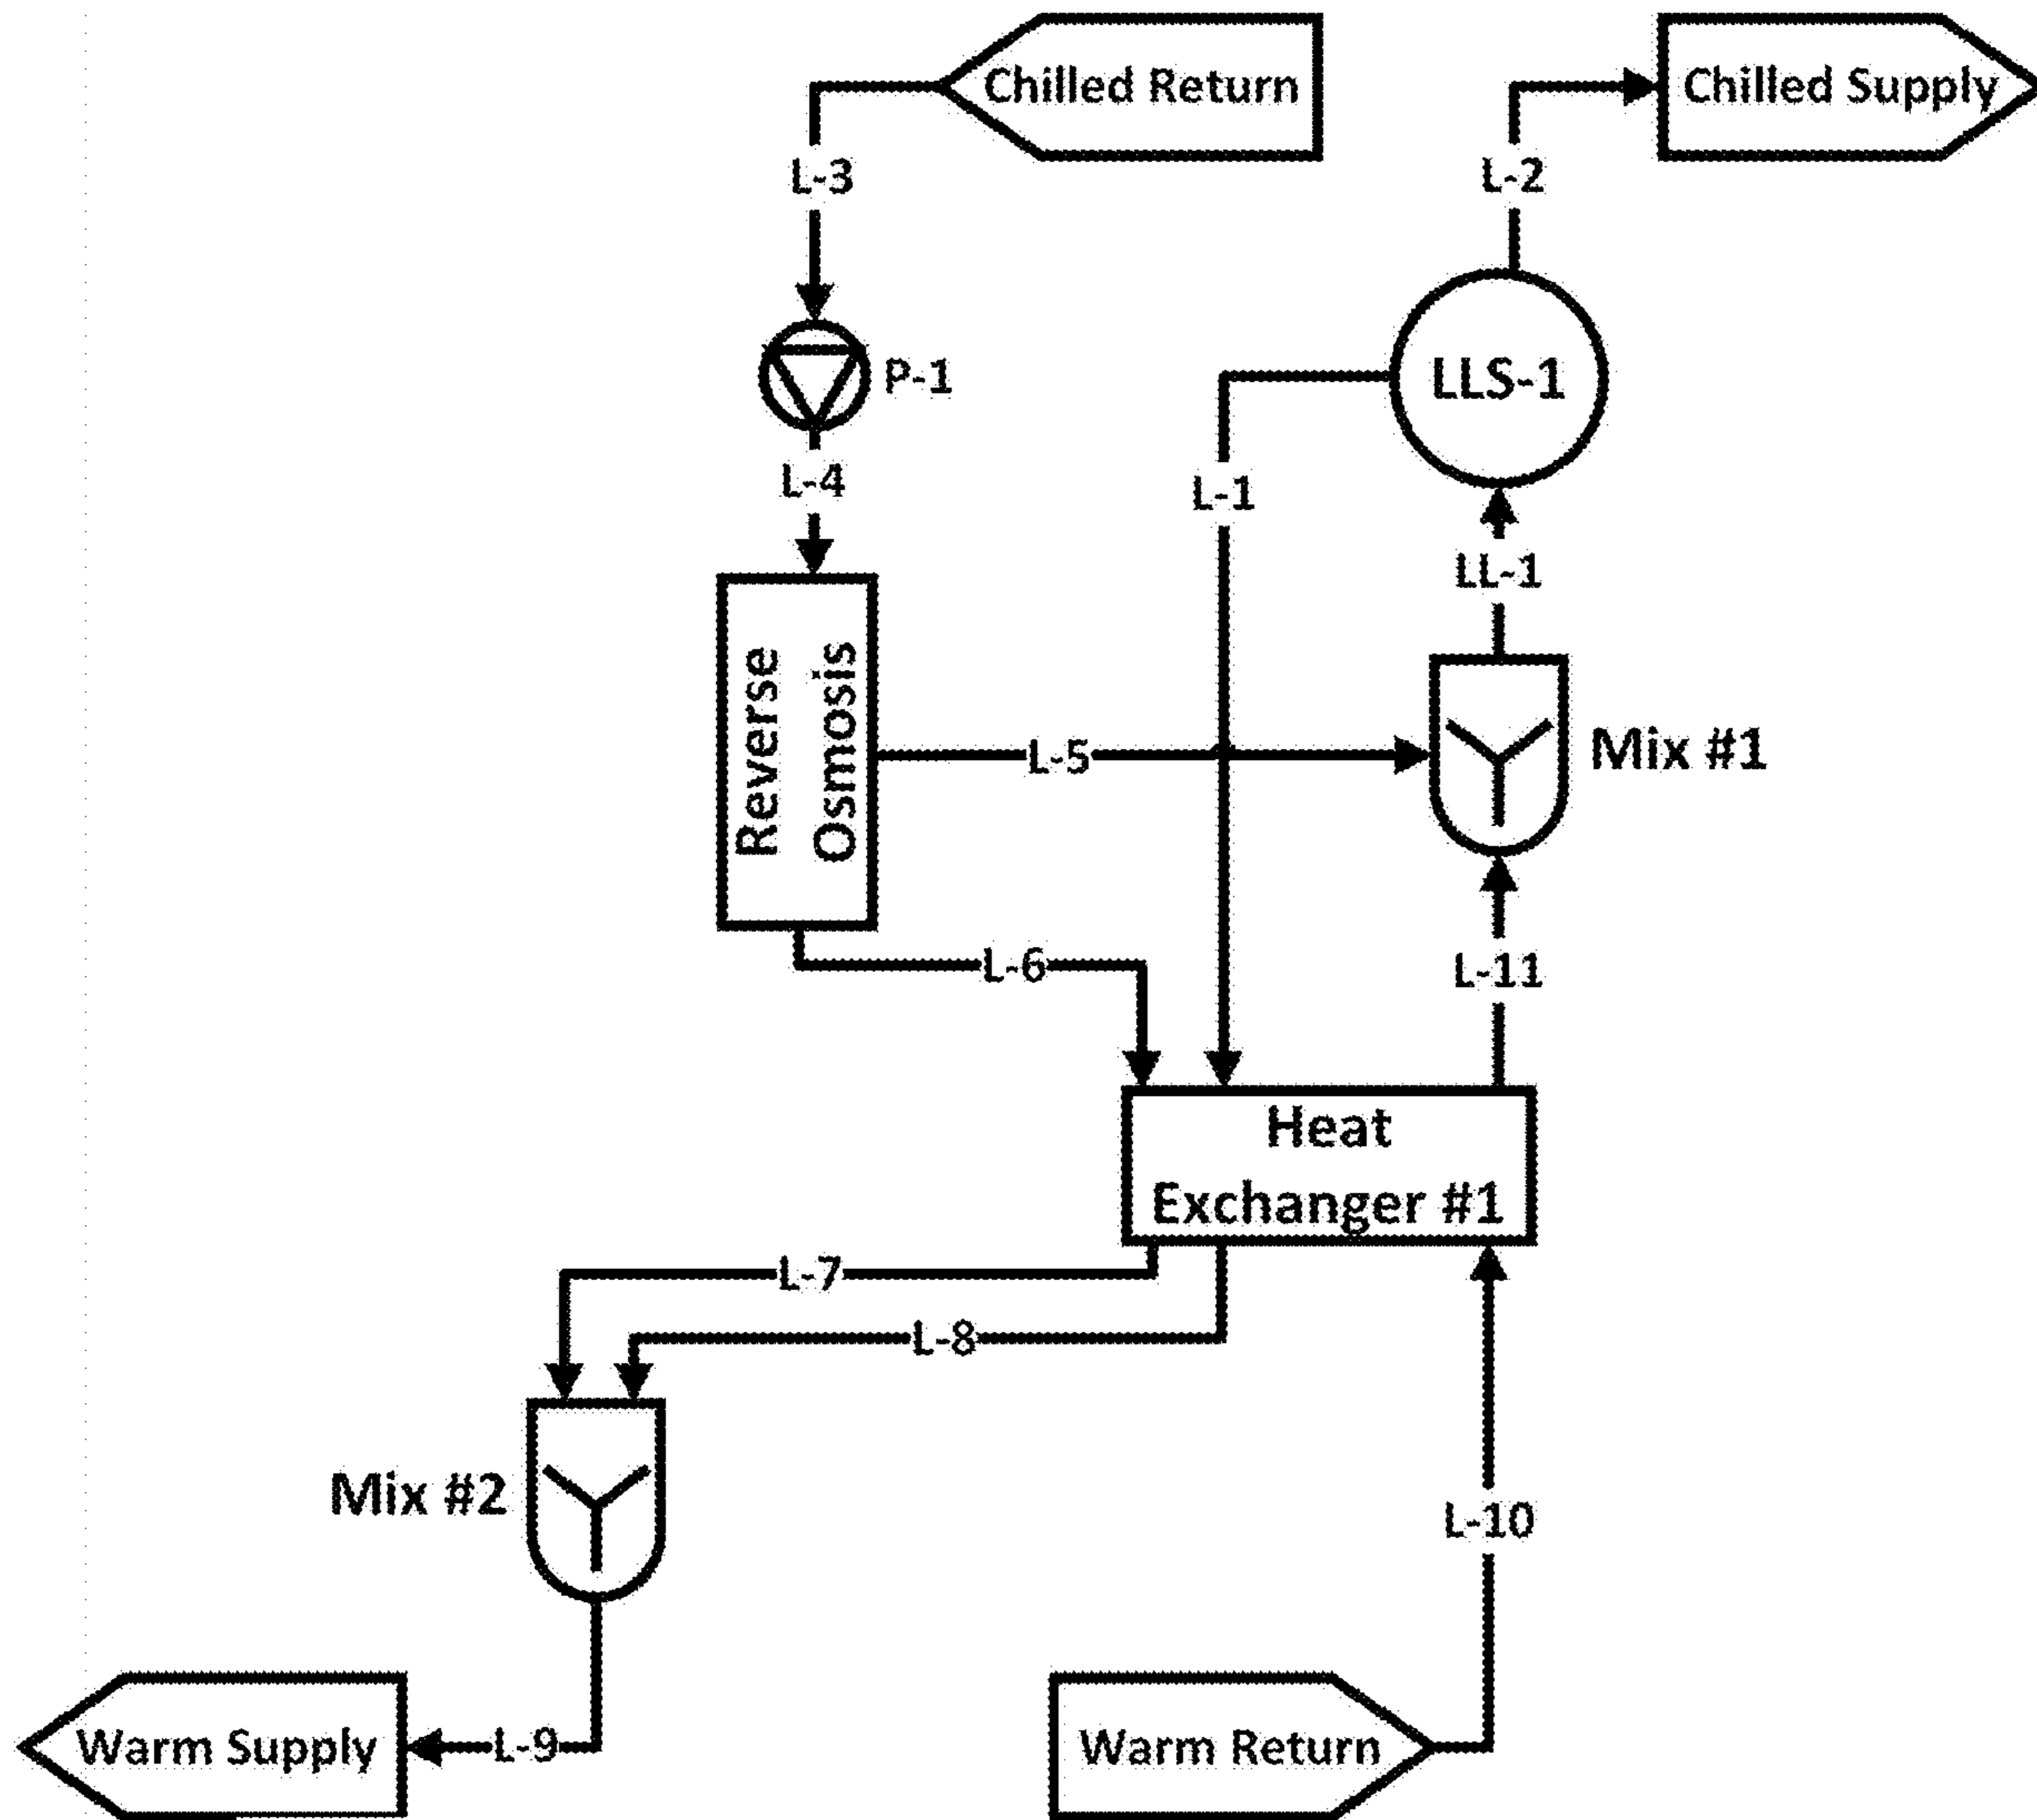 Chilled Return
Chilled Supply
L-3
L-2
P-1
LLS-1
L-4
L-1
LL-1
Reverse
Osmosis
L-5
Mix #1
L-6
L-11
Heat
Exchanger #1
L-7
L-8
Mix #2
L-10
Warm Supply
L-9
Warm Return